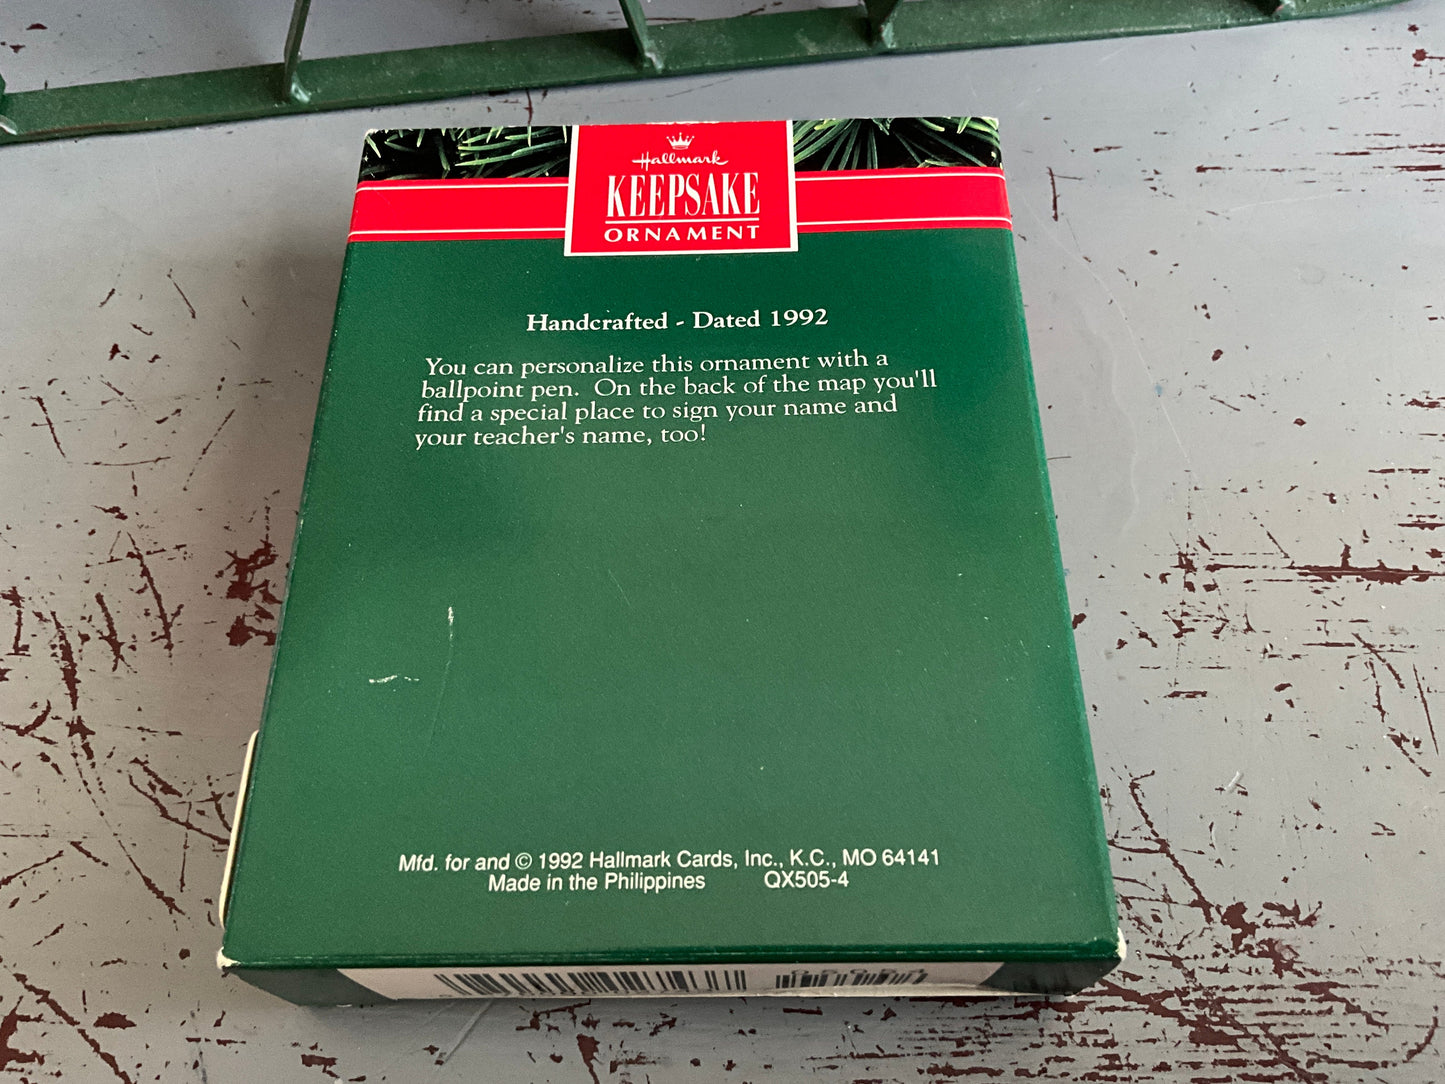 Hallmark
KEEPSAKE
ORNAMENT
Handcrafted - Dated 1992
You can personalize this ornament with a
ballpoint pen. On the back of the map you'll
find a special place to sign your name and
your teacher's name, too!
Mfd. for and © 1992 Hallmark Cards, Inc., K.C., MO 64141
Made in the Philippines QX505-4